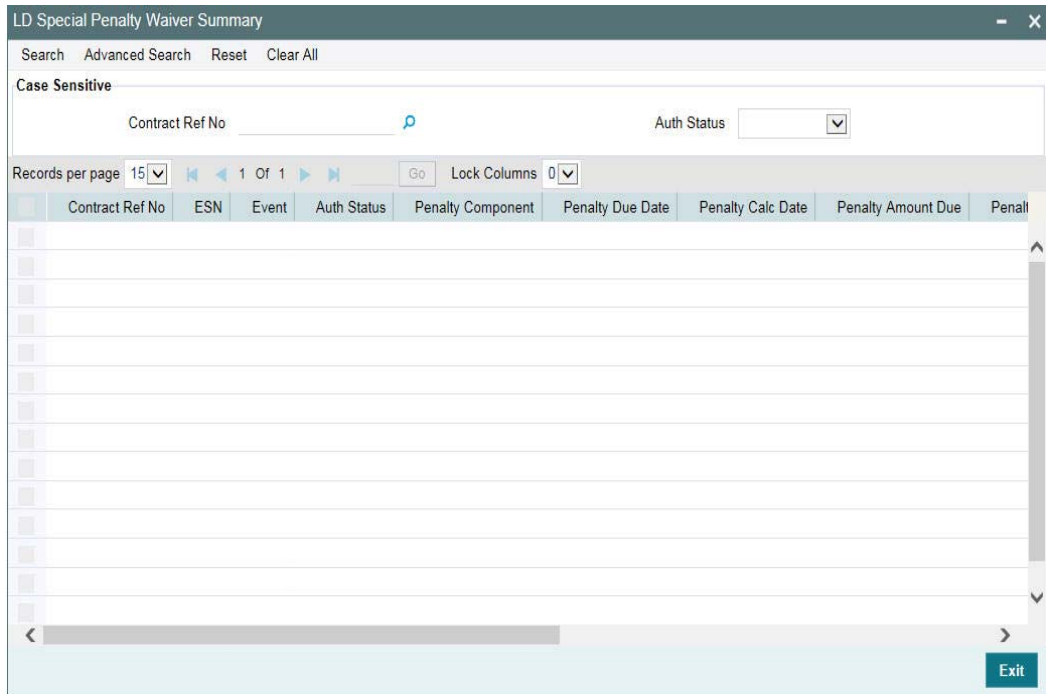 LD Special Penalty Waiver Summary
Search Advanced Search Reset Clear All
Case Sensitive
Contract Ref No Auth Status
Records per page 15 1 Of 1 Go Lock Columns 0
Contract Ref No ESN Event Auth Status Penalty Component Penalty Due Date Penalty Calc Date Penalty Amount Due Penalt
Exit